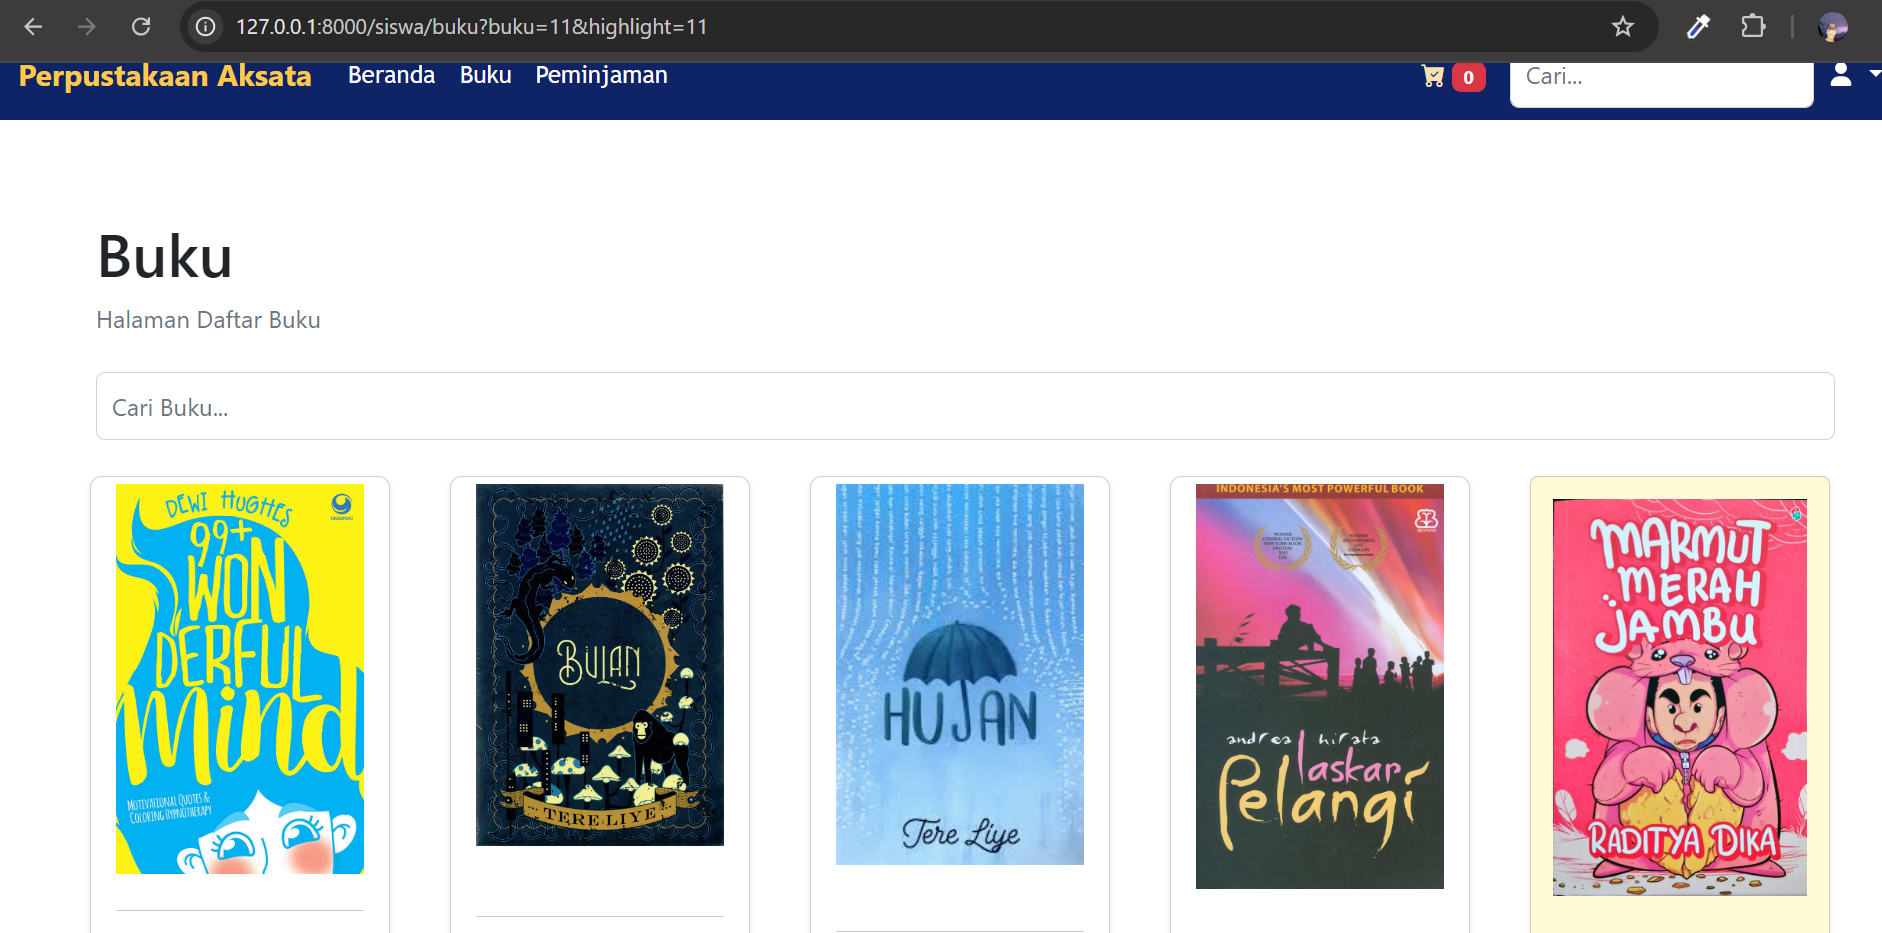 127.0.0.1:8000/siswa/buku?buku=11&highlight=11
Perpustakaan Aksata
Beranda
Buku
Peminjaman
0
Cari...
Buku
Halaman Daftar Buku
Cari Buku...
DEWI HUGHES
99+
WON
DERFUL
Mind
MOTIVATIONAL QUOTES &
COLORING HYPNOTHERAPY
BULAN
TERE LIYE
HUJAN
Tere Liye
INDONESIA'S MOST POWERFUL BOOK
andrea hirata
laskar
Pelangi
MARMUT
MERAH
JAMBU
RADITYA DIKA